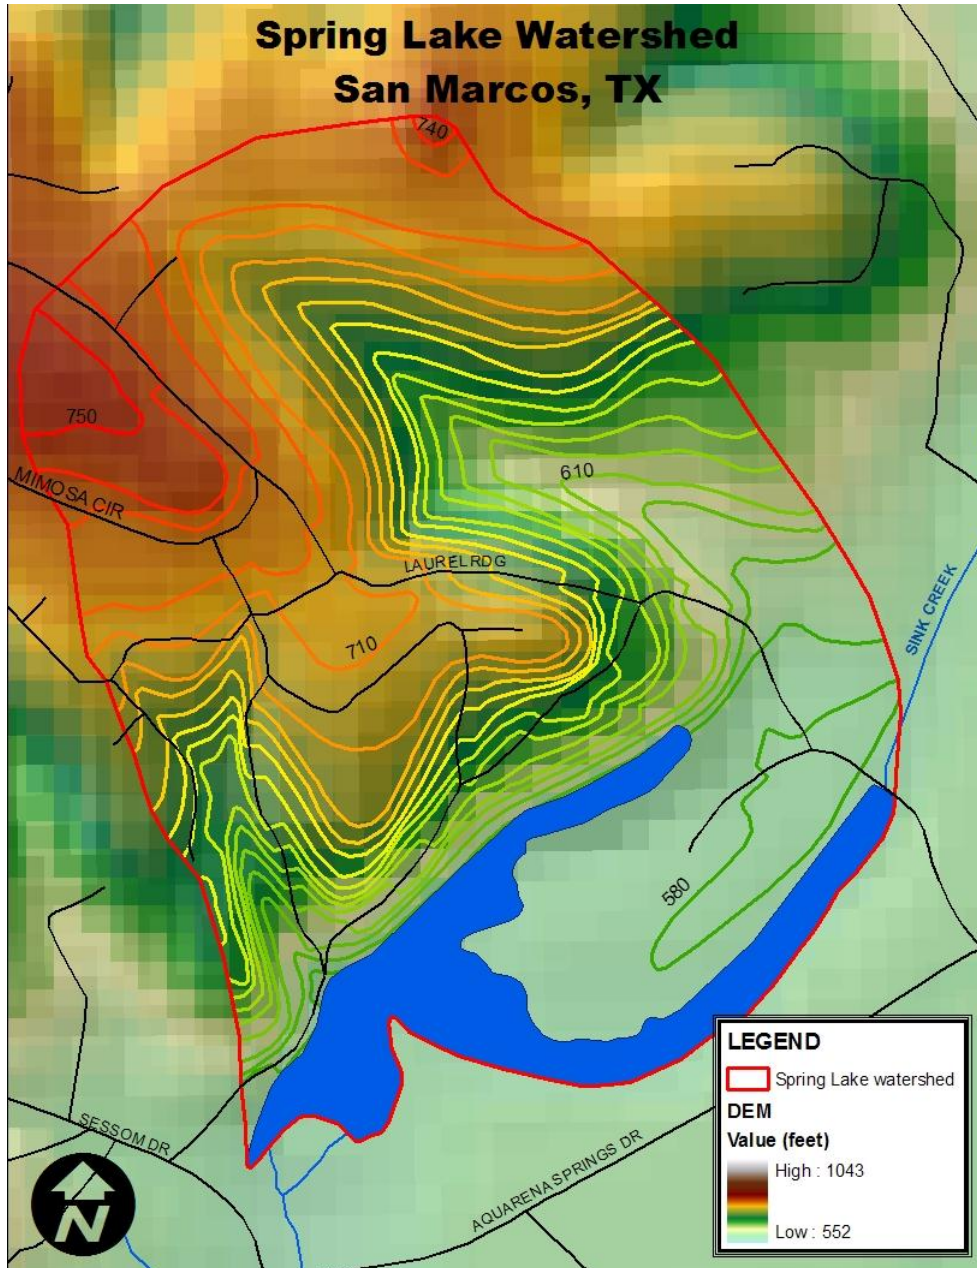 Spring Lake Watershed
San Marcos, TX
740
750
MIMOSA CIR
610
LAUREL RDG
SINK CREEK
710
580
SESSOM DR
AQUARENA SPRINGS DR
N
LEGEND
Spring Lake watershed
DEM
Value (feet)
High : 1043
Low : 552